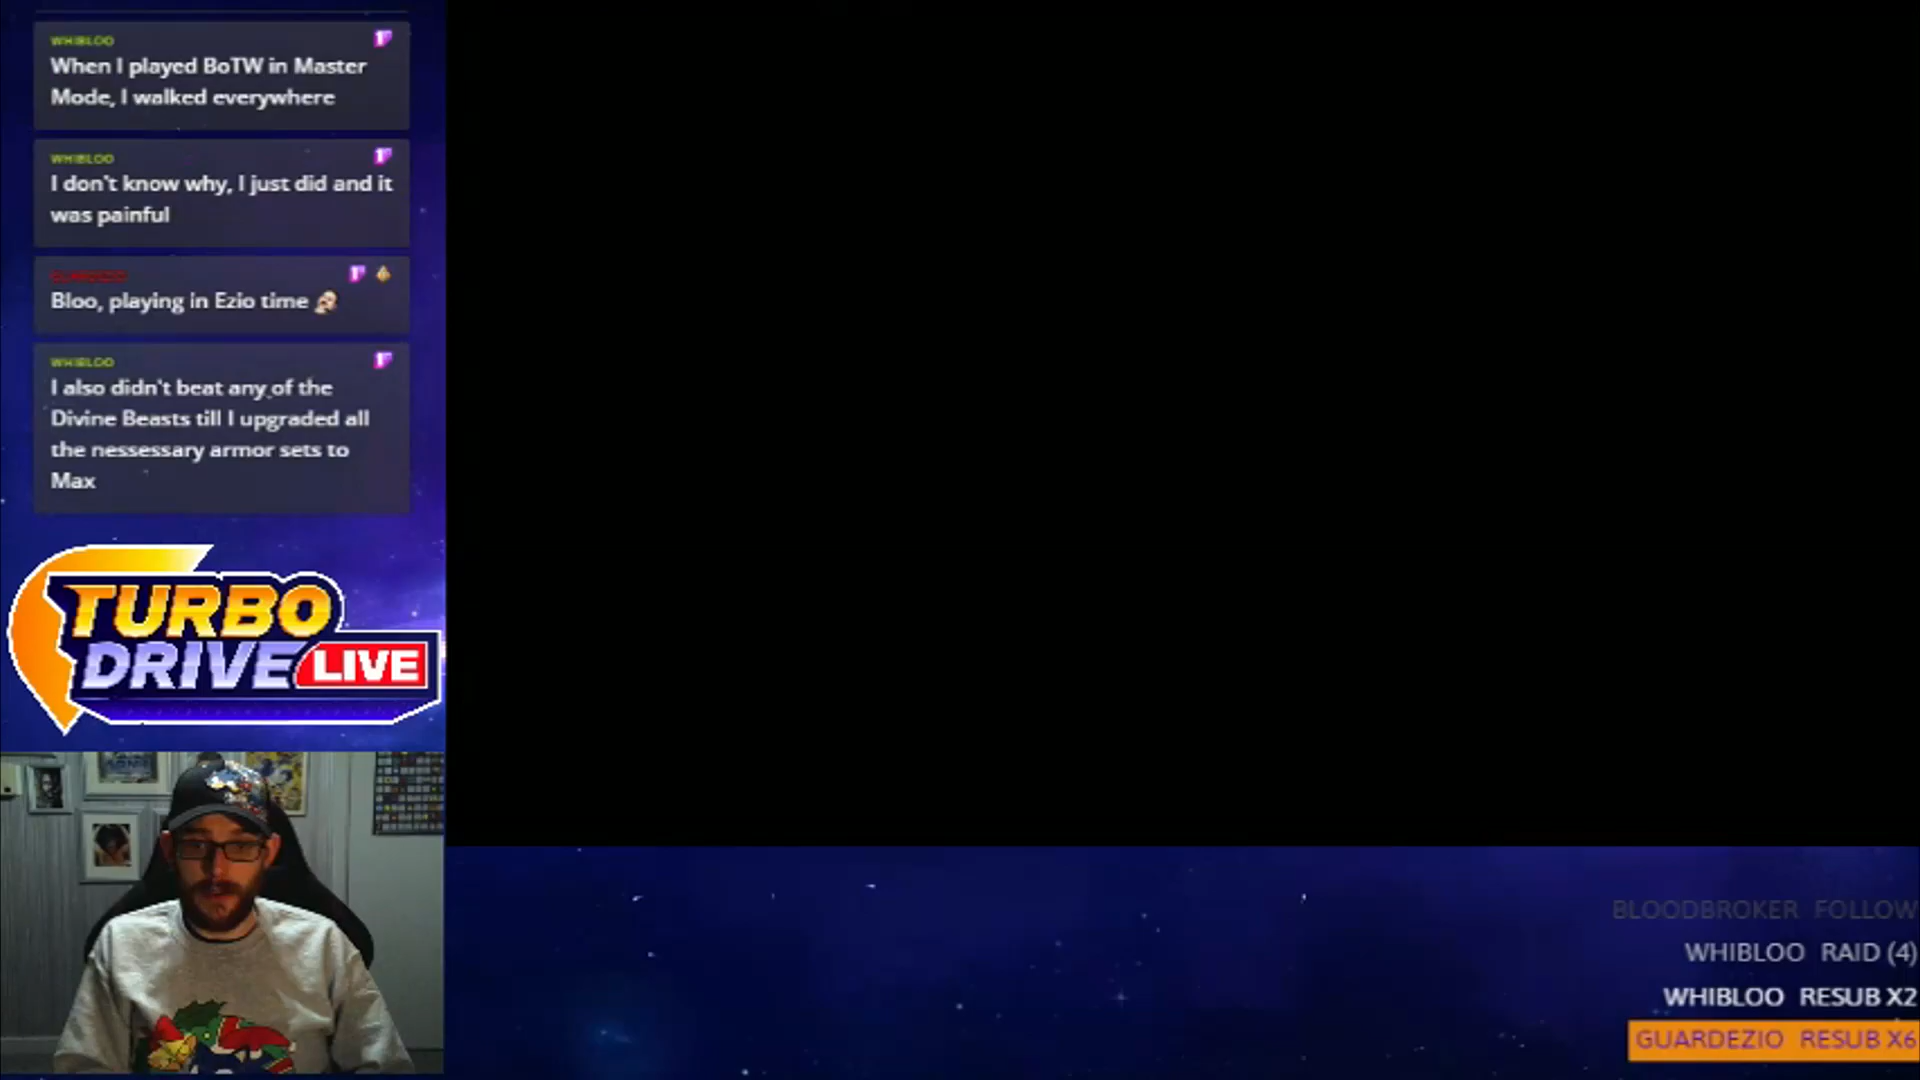 WHIBLOO
When I played BoTW in Master
Mode, I walked everywhere
WHIBLOO
I don't know why, I just did and it
was painful
GUARDEZIO
Bloo, playing in Ezio time
WHIBLOO
I also didn't beat any of the
Divine Beasts till I upgraded all
the nessessary armor sets to
Max
TURBO
DRIVE LIVE
BLOODBROKER FOLLOW
WHIBLOO RAID (4)
WHIBLOO RESUB X2
GUARDEZIO RESUB X6